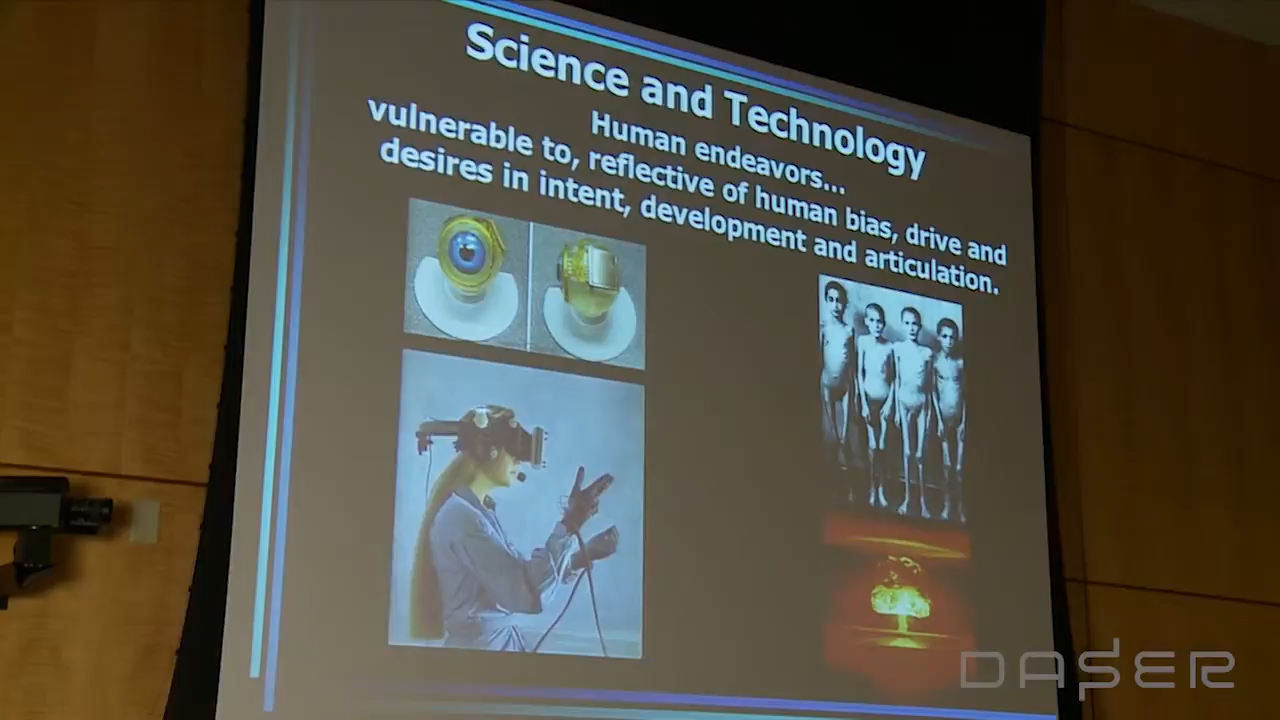 Science and Technology
Human endeavors...
vulnerable to, reflective of human bias, drive and
desires in intent, development and articulation.
DASER